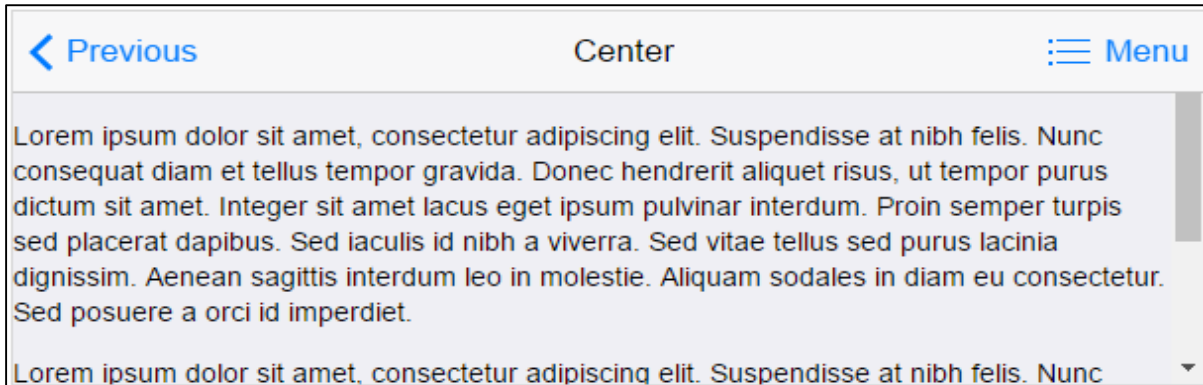 Previous Center Menu
Lorem ipsum dolor sit amet, consectetur adipiscing elit. Suspendisse at nibh felis. Nunc
consequat diam et tellus tempor gravida. Donec hendrerit aliquet risus, ut tempor purus
dictum sit amet. Integer sit amet lacus eget ipsum pulvinar interdum. Proin semper turpis
sed placerat dapibus. Sed iaculis id nibh a viverra. Sed vitae tellus sed purus lacinia
dignissim. Aenean sagittis interdum leo in molestie. Aliquam sodales in diam eu consectetur.
Sed posuere a orci id imperdiet.
Lorem ipsum dolor sit amet, consectetur adipiscing elit. Suspendisse at nibh felis. Nunc